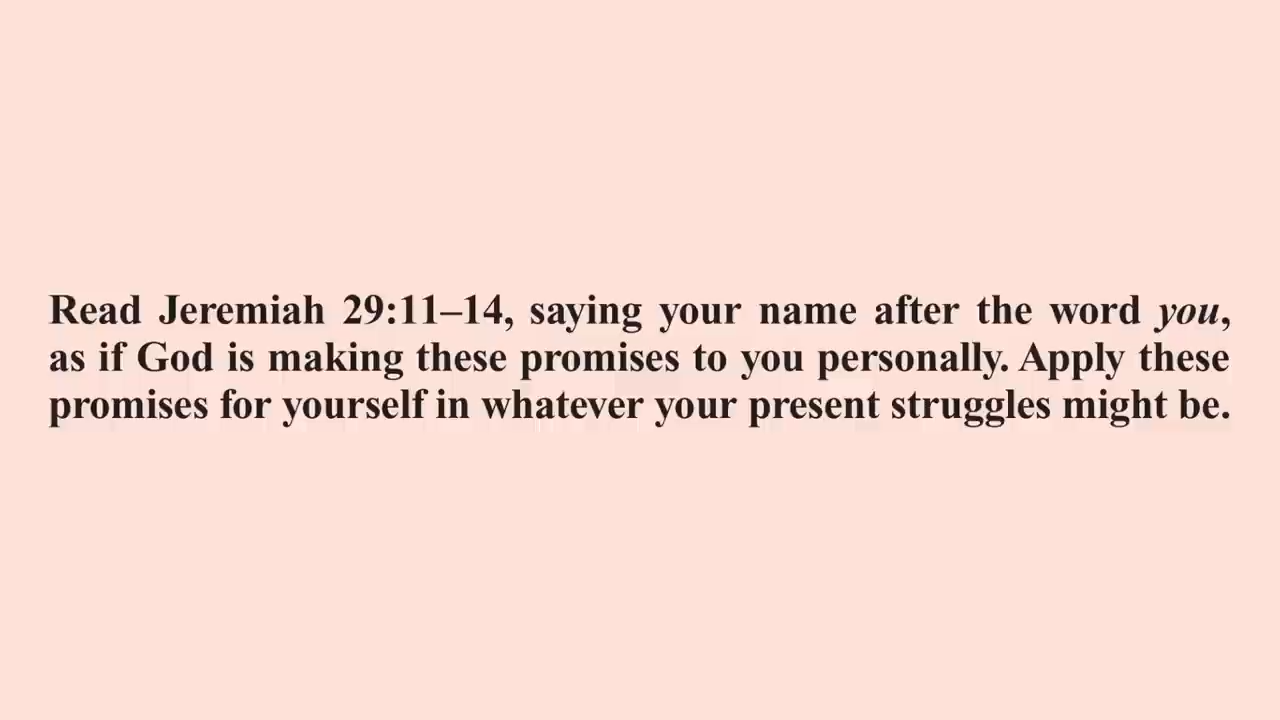 Read Jeremiah 29:11–14, saying your name after the word you,
as if God is making these promises to you personally. Apply these
promises for yourself in whatever your present struggles might be.